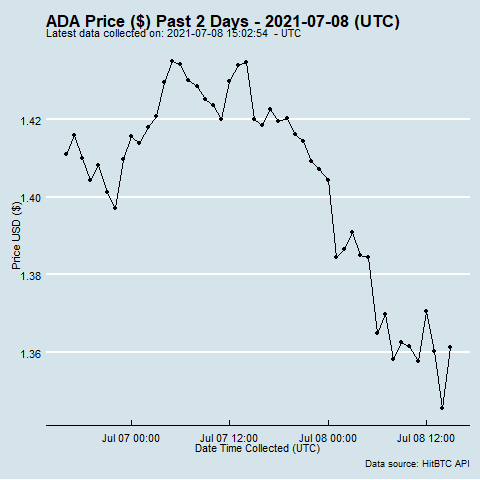 ADA Price ($) Past 2 Days - 2021-07-08 (UTC)
Latest data collected on: 2021-07-08 15:02:54  - UTC
1.42
1.40
1.38
1.36
Price USD ($)
Jul 07 00:00
Jul 07 12:00
Jul 08 00:00
Jul 08 12:00
Date Time Collected (UTC)
Data source: HitBTC API